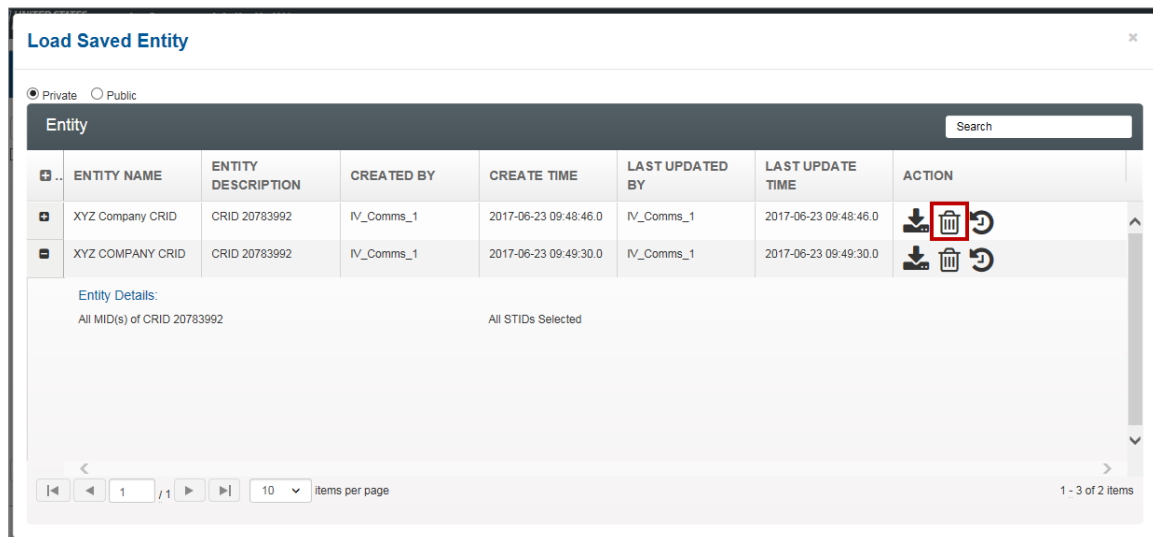 UNITED STATES
Load Saved Entity
Private Public
Entity Search
.. ENTITY NAME ENTITY DESCRIPTION CREATED BY CREATE TIME LAST UPDATED BY LAST UPDATE TIME ACTION
XYZ Company CRID CRID 20783992 IV_Comms_1 2017-06-23 09:48:46.0 IV_Comms_1 2017-06-23 09:48:46.0
XYZ COMPANY CRID CRID 20783992 IV_Comms_1 2017-06-23 09:49:30.0 IV_Comms_1 2017-06-23 09:49:30.0
Entity Details:
All MID(s) of CRID 20783992 All STIDs Selected
1 / 1 10 items per page 1 - 3 of 2 items